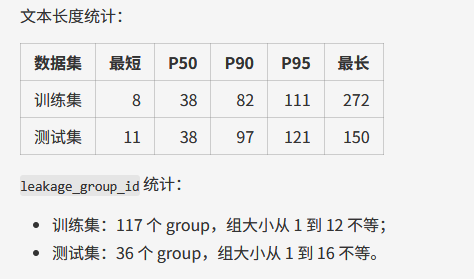 文本长度统计：
数据集 最短 P50 P90 P95 最长
训练集 8 38 82 111 272
测试集 11 38 97 121 150
leakage_group_id 统计：
• 训练集：117 个 group，组大小从 1 到 12 不等；
• 测试集：36 个 group，组大小从 1 到 16 不等。